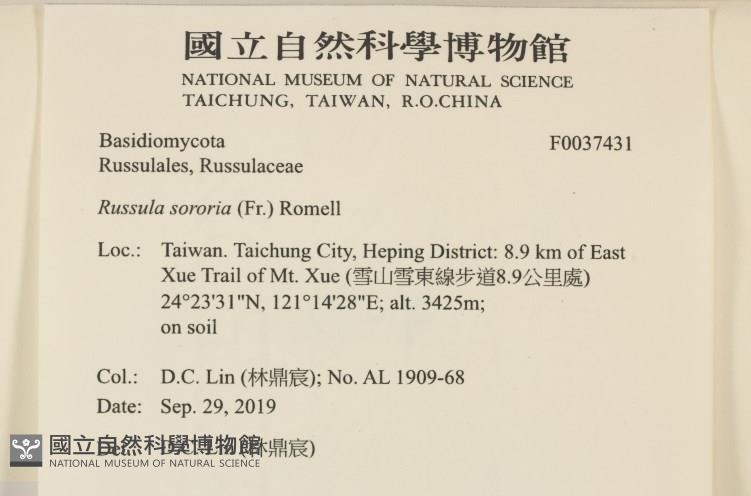 國立自然科學博物館
NATIONAL MUSEUM OF NATURAL SCIENCE
TAICHUNG, TAIWAN, R.O.CHINA
Basidiomycota F0037431
Russulales, Russulaceae
Russula sororia (Fr.) Romell
Loc.: Taiwan. Taichung City, Heping District: 8.9 km of East
Xue Trail of Mt. Xue (雪山雪東線步道8.9公里處)
24°23'31"N, 121°14'28"E; alt. 3425m;
on soil
Col.: D.C. Lin (林鼎宸); No. AL 1909-68
Date: Sep. 29, 2019
林鼎宸)
國立自然科學博物館
NATIONAL MUSEUM OF NATURAL SCIENCE